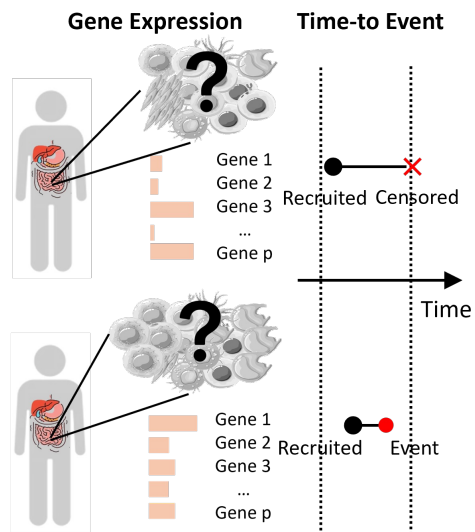 Gene Expression
Time-to Event
?
Gene 1
Gene 2
Gene 3
...
Gene p
Recruited
Censored
Time
?
Gene 1
Gene 2
Gene 3
...
Gene p
Recruited
Event